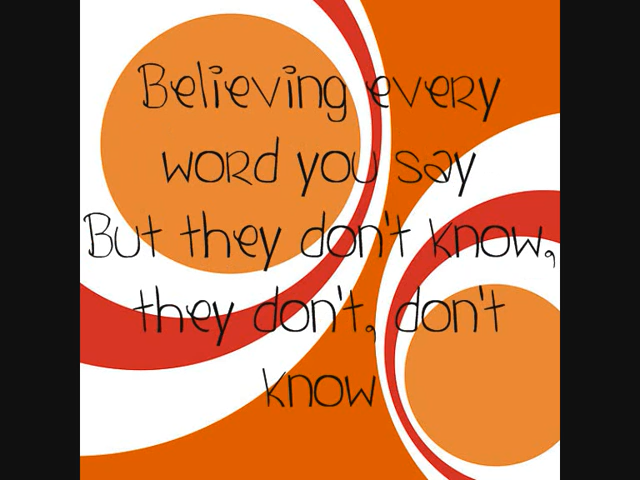 Believing every
word you say
But they don't know,
they don't, don't
know